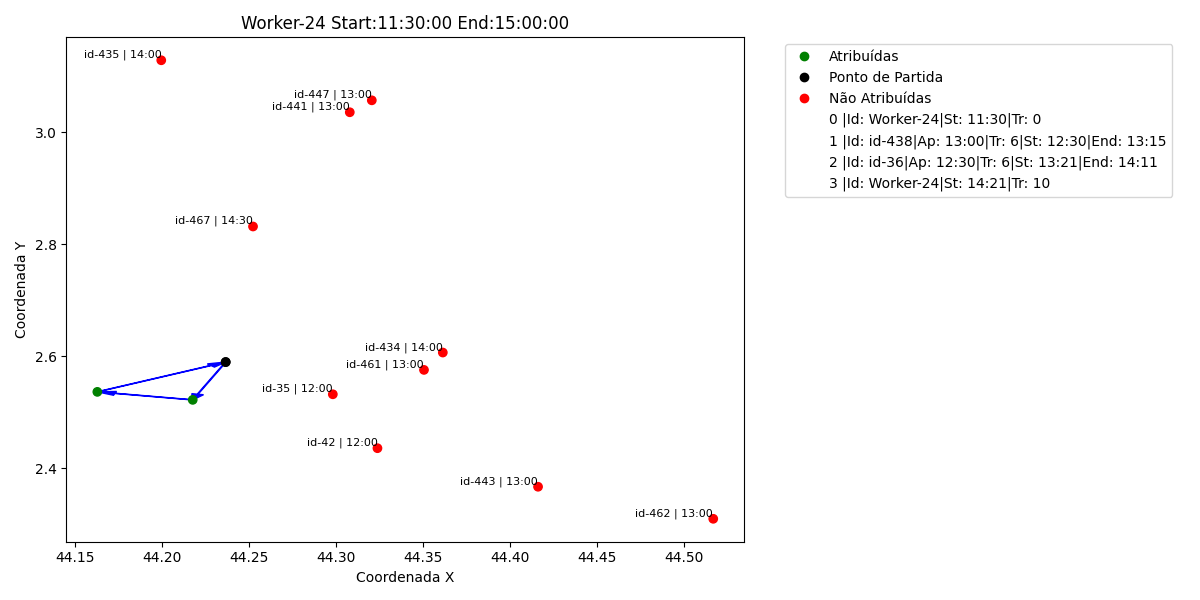 Worker-24 Start:11:30:00 End:15:00:00
id-435 | 14:00
id-447 | 13:00
id-441 | 13:00
id-467 | 14:30
id-434 | 14:00
id-461 | 13:00
id-35 | 12:00
id-42 | 12:00
id-443 | 13:00
id-462 | 13:00
3.0
2.8
2.6
2.4
Coordenada Y
44.15 44.20 44.25 44.30 44.35 44.40 44.45 44.50
Coordenada X
Atribuídas
Ponto de Partida
Não Atribuídas
0 |Id: Worker-24|St: 11:30|Tr: 0
1 |Id: id-438|Ap: 13:00|Tr: 6|St: 12:30|End: 13:15
2 |Id: id-36|Ap: 12:30|Tr: 6|St: 13:21|End: 14:11
3 |Id: Worker-24|St: 14:21|Tr: 10